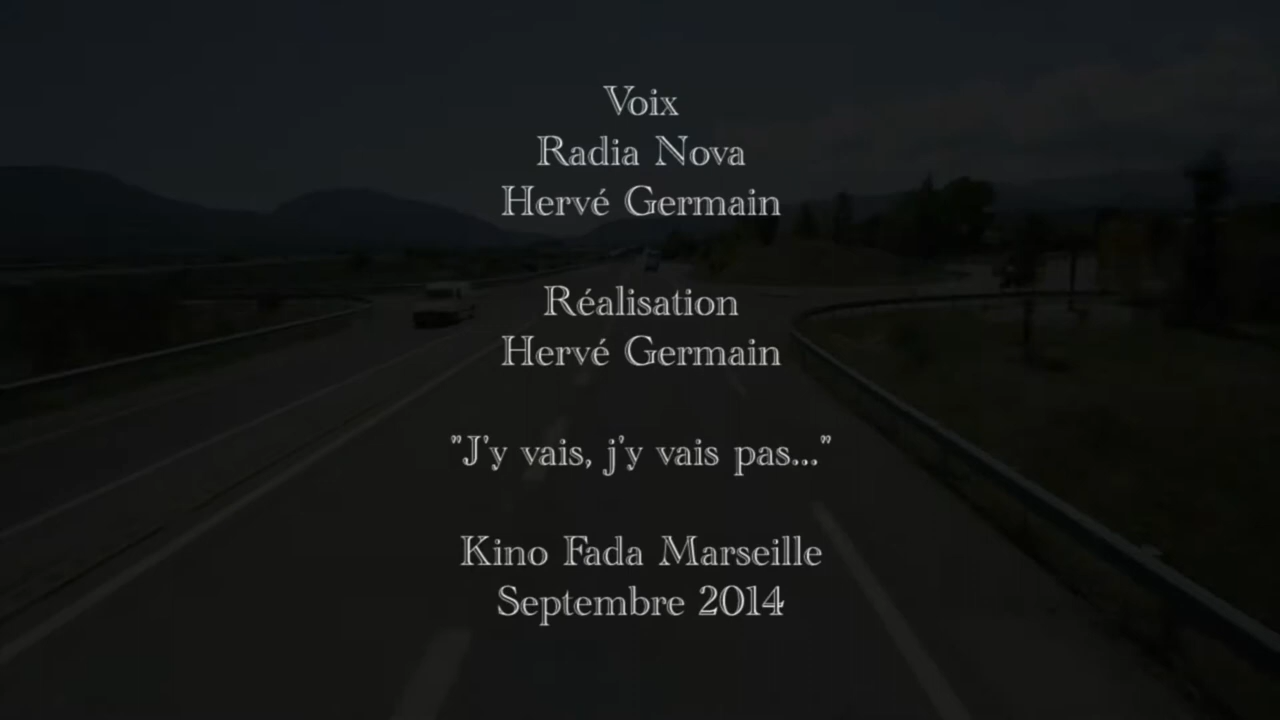 Voix
Radia Nova
Hervé Germain
Réalisation
Hervé Germain
"J'y vais, j'y vais pas..."
Kino Fada Marseille
Septembre 2014